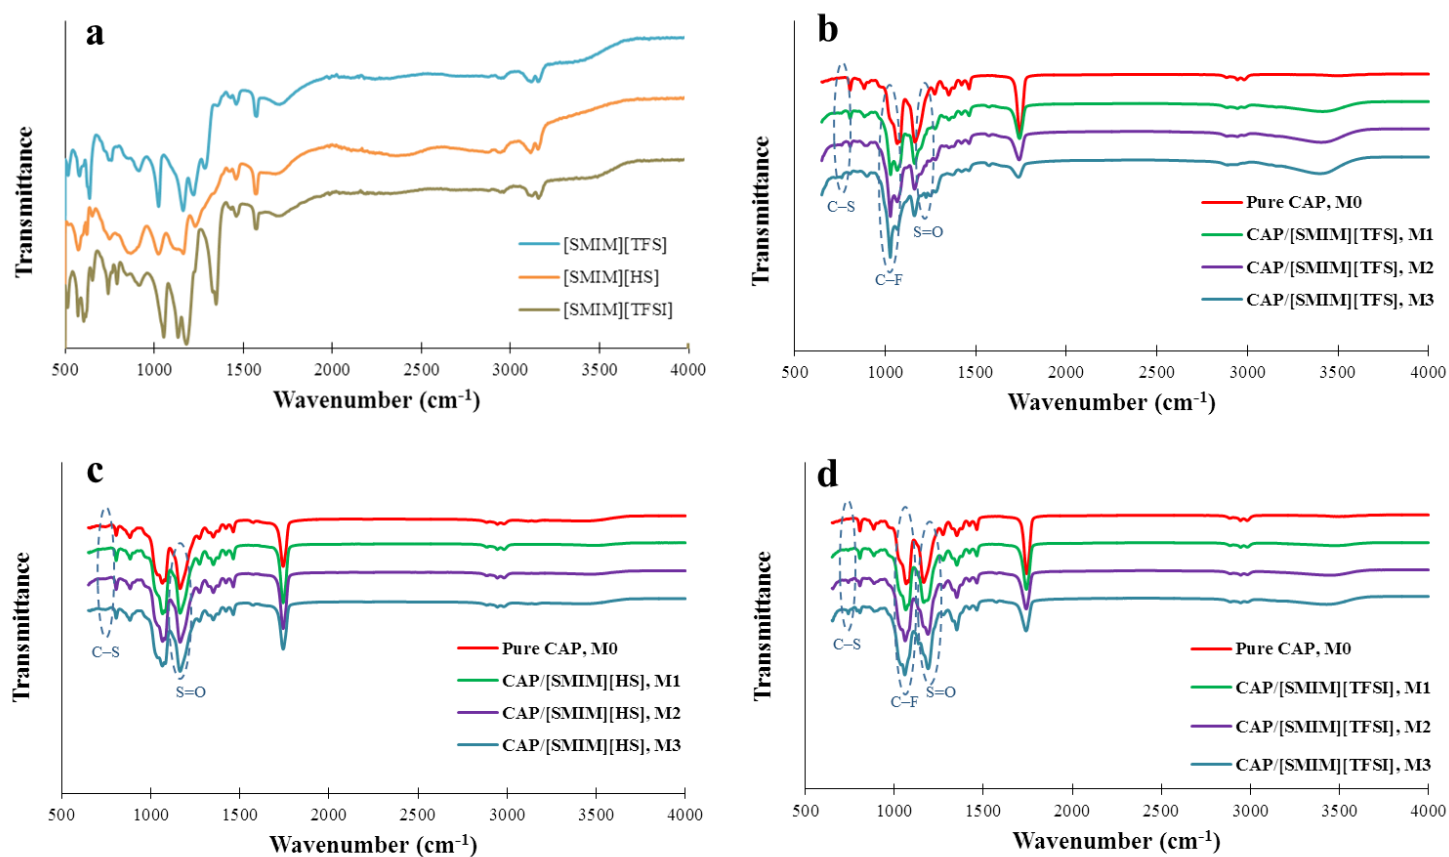 a
Transmittance
[SMIM][TFS]
[SMIM][HS]
[SMIM][TFSI]
500 1000 1500 2000 2500 3000 3500 4000
Wavenumber (cm⁻¹)
b
Transmittance
C–S
S=O
C–F
Pure CAP, M0
CAP/[SMIM][TFS], M1
CAP/[SMIM][TFS], M2
CAP/[SMIM][TFS], M3
500 1000 1500 2000 2500 3000 3500 4000
Wavenumber (cm⁻¹)
c
Transmittance
C–S
S=O
Pure CAP, M0
CAP/[SMIM][HS], M1
CAP/[SMIM][HS], M2
CAP/[SMIM][HS], M3
500 1000 1500 2000 2500 3000 3500 4000
Wavenumber (cm⁻¹)
d
Transmittance
C–S
C–F
S=O
Pure CAP, M0
CAP/[SMIM][TFSI], M1
CAP/[SMIM][TFSI], M2
CAP/[SMIM][TFSI], M3
500 1000 1500 2000 2500 3000 3500 4000
Wavenumber (cm⁻¹)